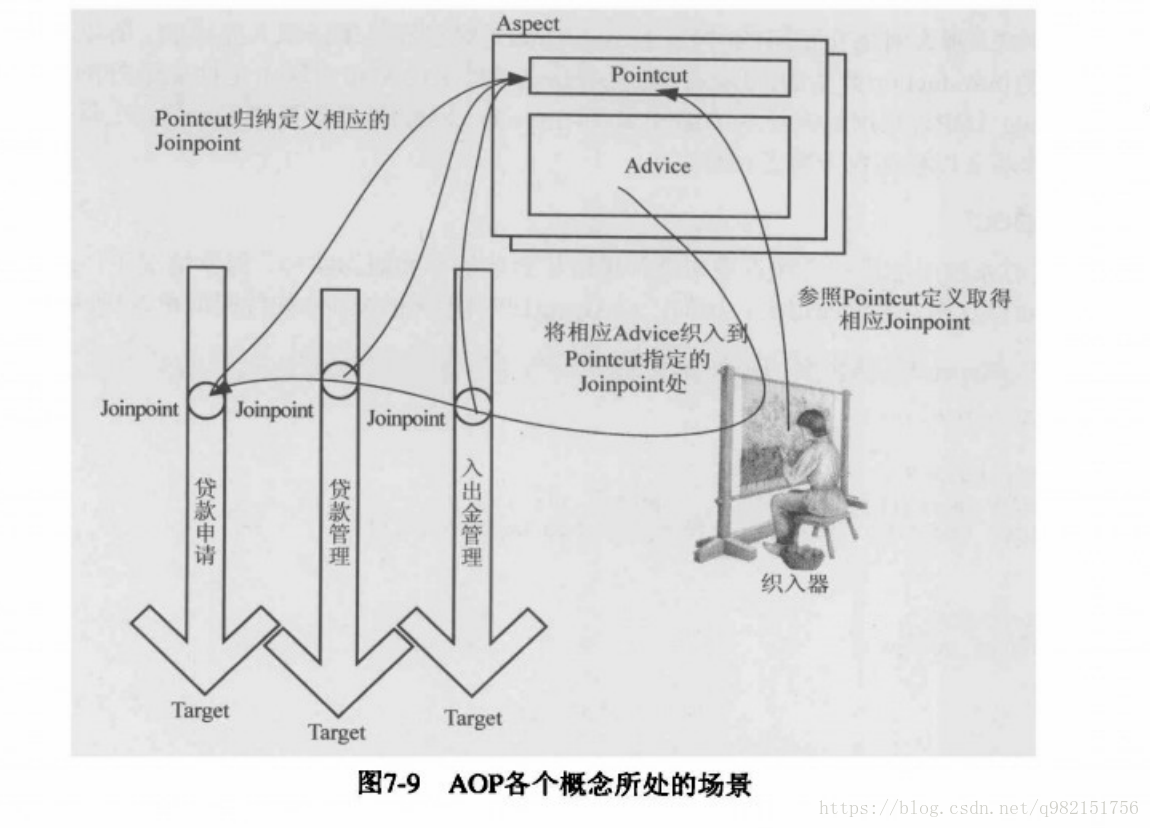 Aspect
Pointcut
Advice
Pointcut归纳定义相应的
Joinpoint
参照Pointcut定义取得
相应Joinpoint
将相应Advice织入到
Pointcut指定的
Joinpoint处
Joinpoint
Joinpoint
Joinpoint
贷款申请
贷款管理
入出金管理
织入器
Target
Target
Target
图7-9 AOP各个概念所处的场景
https://blog.csdn.net/q982151756